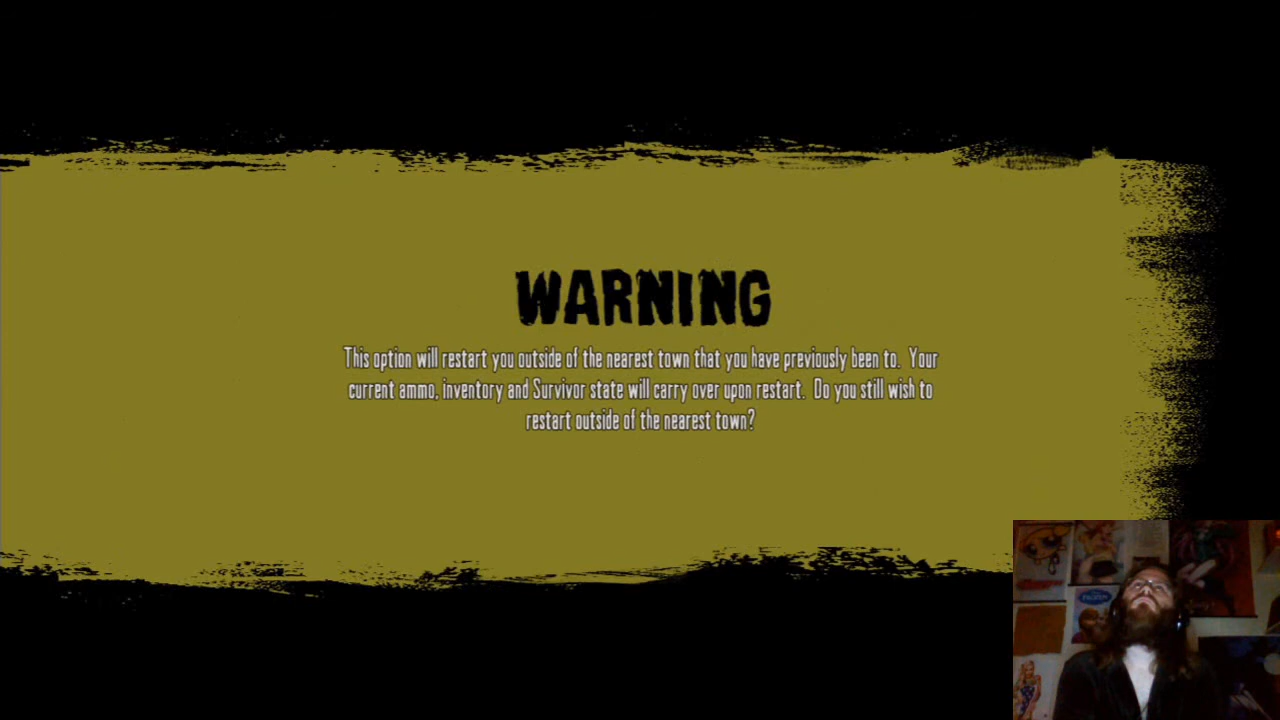 WARNING
This option will restart you outside of the nearest town that you have previously been to.  Your
current ammo, inventory and Survivor state will carry over upon restart.  Do you still wish to
restart outside of the nearest town?
FROZEN